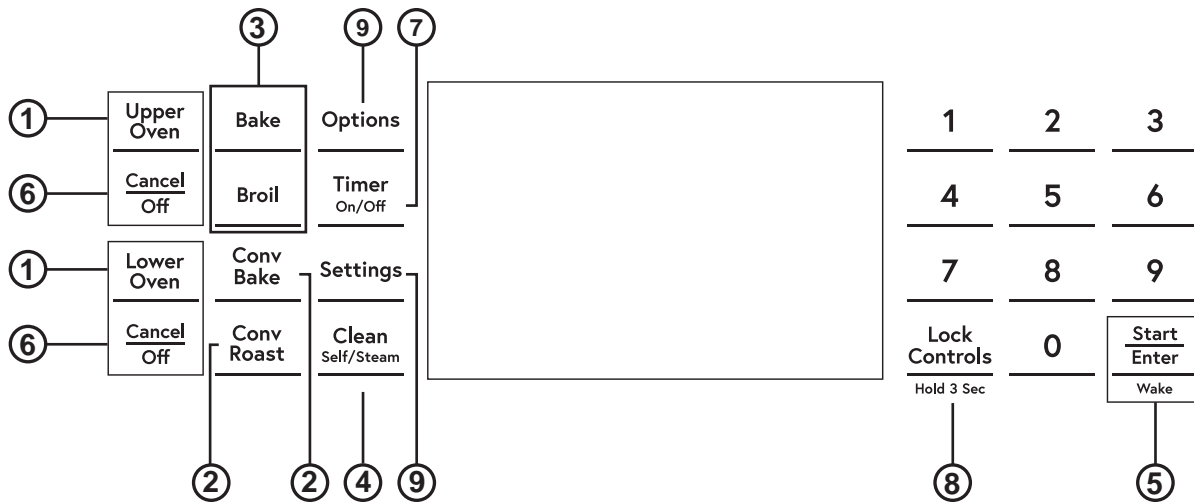 3 9 7
1 Upper Oven Bake Options 1 2 3
6 Cancel Off Broil Timer On/Off 4 5 6
1 Lower Oven Conv Bake Settings 7 8 9
6 Cancel Off Conv Roast Clean Self/Steam Lock Controls 0 Start Enter
Hold 3 Sec Wake
2 2 4 9 8 5